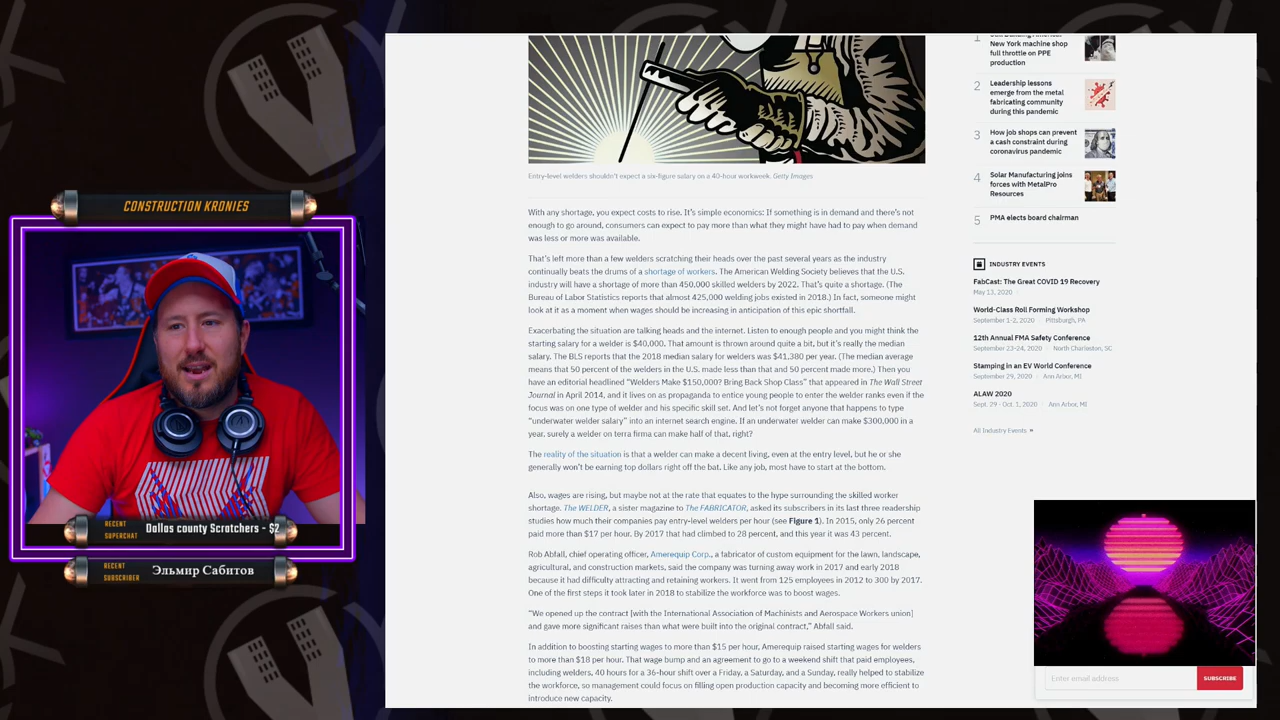 CONSTRUCTION KRONIES
RECENT
SUPERCHAT
Dallas county Scratchers - $2
RECENT
SUBSCRIBER
Эльмир Сабитов
Entry-level welders shouldn't expect a six-figure salary on a 40-hour workweek. Getty Images
With any shortage, you expect costs to rise. It's simple economics: If something is in demand and there's not
enough to go around, consumers can expect to pay more than what they might have had to pay when demand
was less or more was available.
That's left more than a few welders scratching their heads over the past several years as the industry
continually beats the drums of a shortage of workers. The American Welding Society believes that the U.S.
industry will have a shortage of more than 450,000 skilled welders by 2022. That's quite a shortage. (The
Bureau of Labor Statistics reports that almost 425,000 welding jobs existed in 2018.) In fact, someone might
look at it as a moment when wages should be increasing in anticipation of this epic shortfall.
Exacerbating the situation are talking heads and the internet. Listen to enough people and you might think the
starting salary for a welder is $40,000. That amount is thrown around quite a bit, but it's really the median
salary. The BLS reports that the 2018 median salary for welders was $41,380 per year. (The median average
means that 50 percent of the welders in the U.S. made less than that and 50 percent made more.) Then you
have an editorial headlined "Welders Make $150,000? Bring Back Shop Class" that appeared in The Wall Street
Journal in April 2014, and it lives on as propaganda to entice young people to enter the welder ranks even if the
focus was on one type of welder and his specific skill set. And let's not forget anyone that happens to type
"underwater welder salary" into an internet search engine. If an underwater welder can make $300,000 in a
year, surely a welder on terra firma can make half of that, right?
The reality of the situation is that a welder can make a decent living, even at the entry level, but he or she
generally won't be earning top dollars right off the bat. Like any job, most have to start at the bottom.
Also, wages are rising, but maybe not at the rate that equates to the hype surrounding the skilled worker
shortage. The WELDER, a sister magazine to The FABRICATOR, asked its subscribers in its last three readership
studies how much their companies pay entry-level welders per hour (see Figure 1). In 2015, only 26 percent
paid more than $17 per hour. By 2017 that had climbed to 28 percent, and this year it was 43 percent.
Rob Abfall, chief operating officer, Amerequip Corp., a fabricator of custom equipment for the lawn, landscape,
agricultural, and construction markets, said the company was turning away work in 2017 and early 2018
because it had difficulty attracting and retaining workers. It went from 125 employees in 2012 to 300 by 2017.
One of the first steps it took later in 2018 to stabilize the workforce was to boost wages.
"We opened up the contract [with the International Association of Machinists and Aerospace Workers union]
and gave more significant raises than what were built into the original contract," Abfall said.
In addition to boosting starting wages to more than $15 per hour, Amerequip raised starting wages for welders
to more than $18 per hour. That wage bump and an agreement to go to a weekend shift that paid employees,
including welders, 40 hours for a 36-hour shift over a Friday, a Saturday, and a Sunday, really helped to stabilize
the workforce, so management could focus on filling open production capacity and becoming more efficient to
introduce new capacity.
1
New York machine shop
full throttle on PPE
production
2
Leadership lessons
emerge from the metal
fabricating community
during this pandemic
3
How job shops can prevent
a cash constraint during
coronavirus pandemic
4
Solar Manufacturing joins
forces with MetalPro
Resources
5
PMA elects board chairman
INDUSTRY EVENTS
FabCast: The Great COVID 19 Recovery
May 13, 2020
World-Class Roll Forming Workshop
September 1-2, 2020 Pittsburgh, PA
12th Annual FMA Safety Conference
September 23-24, 2020 North Charleston, SC
Stamping in an EV World Conference
September 29, 2020 Ann Arbor, MI
ALAW 2020
Sept. 29 - Oct. 1, 2020 Ann Arbor, MI
All Industry Events »
Enter email address
SUBSCRIBE